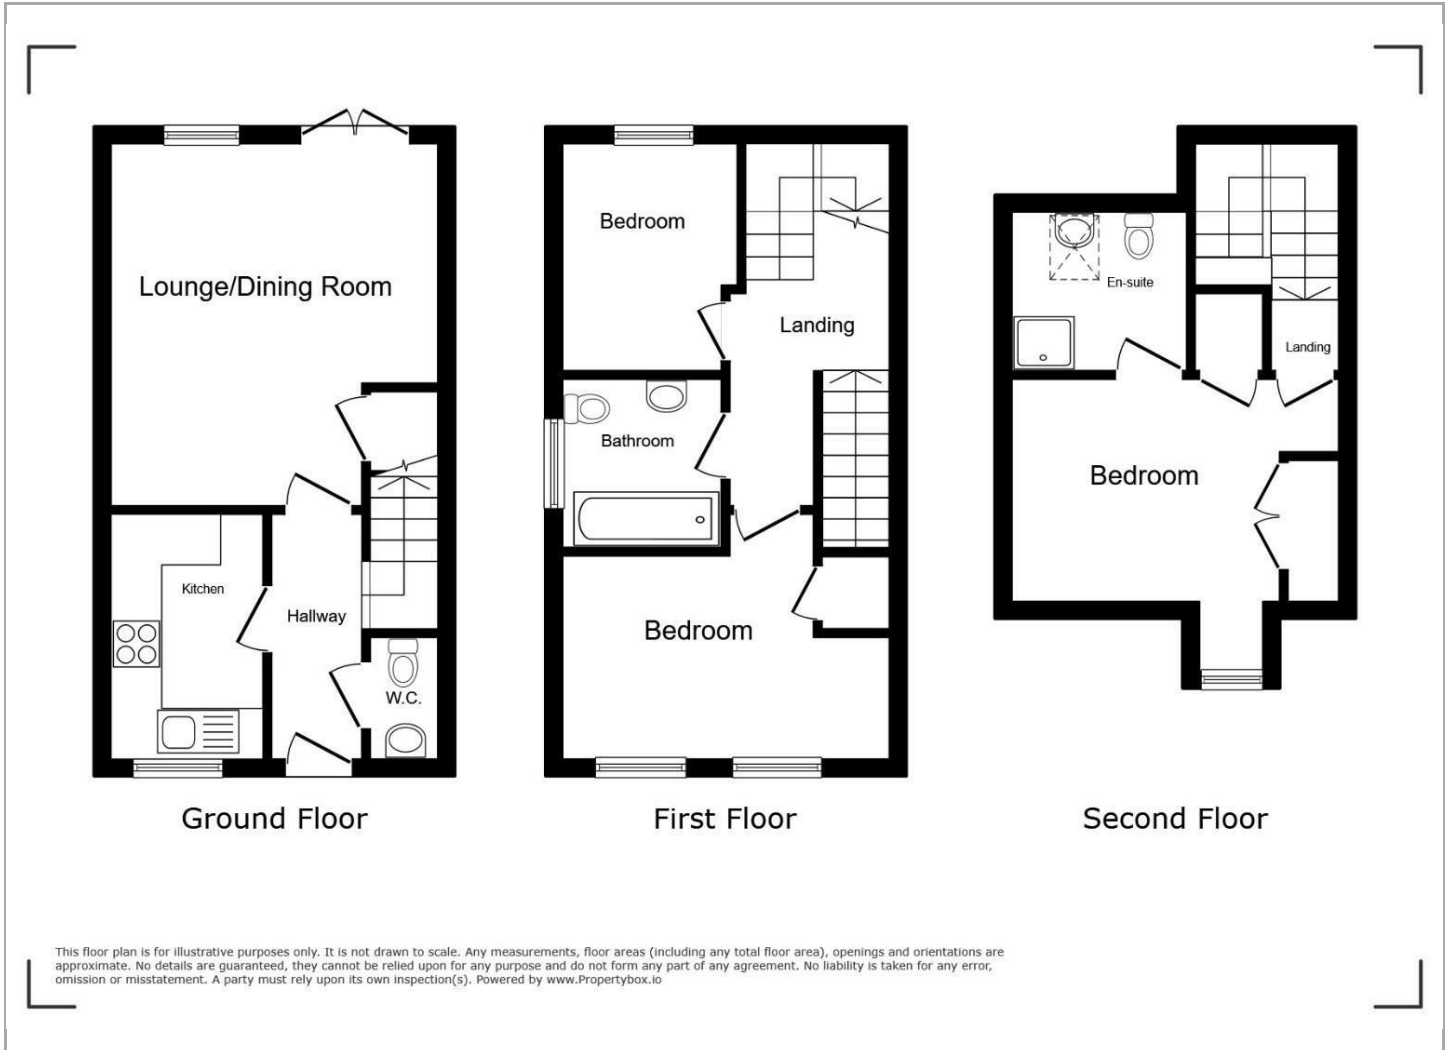 Lounge/Dining Room
Kitchen
Hallway
W.C.
Ground Floor
Bedroom
Landing
Bathroom
Bedroom
First Floor
En-suite
Landing
Bedroom
Second Floor
This floor plan is for illustrative purposes only. It is not drawn to scale. Any measurements, floor areas (including any total floor area), openings and orientations are
approximate. No details are guaranteed, they cannot be relied upon for any purpose and do not form any part of any agreement. No liability is taken for any error,
omission or misstatement. A party must rely upon its own inspection(s). Powered by www.Propertybox.io